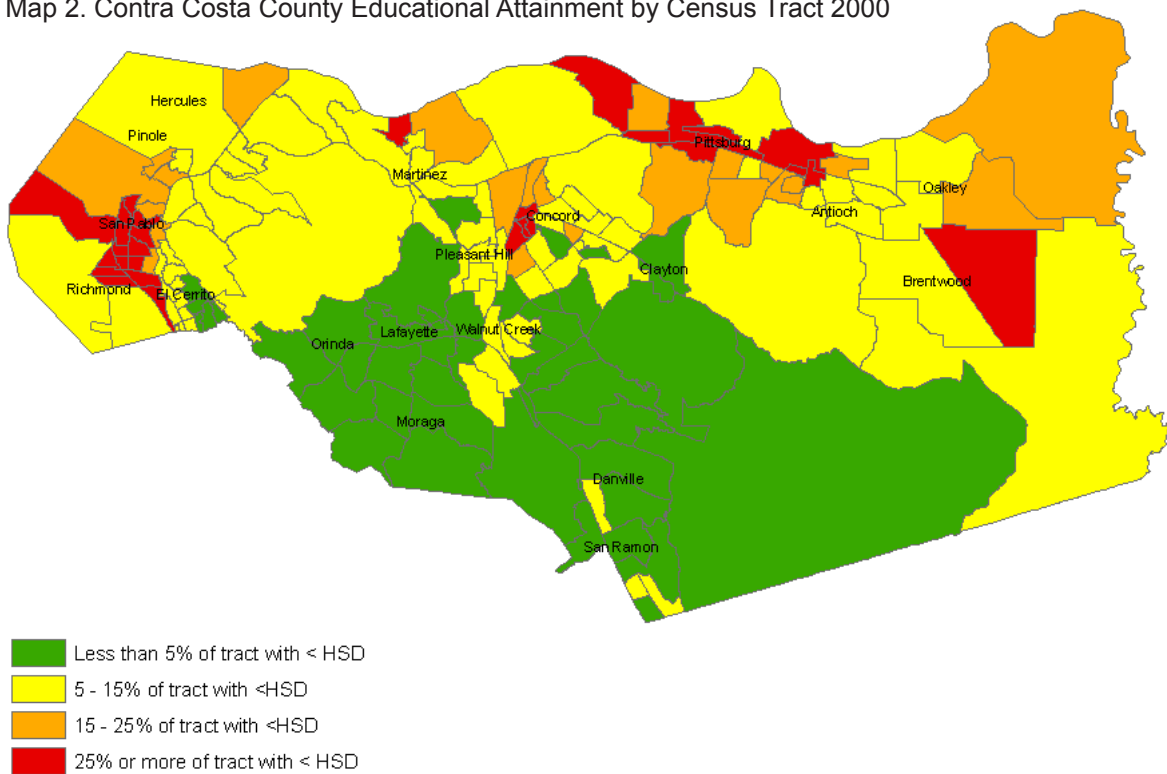 Map 2. Contra Costa County Educational Attainment by Census Tract 2000
Hercules
Pinole
Pittsburg
Martinez
Oakley
Antioch
San Pablo
Concord
Pleasant Hill
Clayton
Richmond
El Cerrito
Brentwood
Lafayette
Walnut Creek
Orinda
Moraga
Danville
San Ramon
Less than 5% of tract with < HSD
5 - 15% of tract with <HSD
15 - 25% of tract with <HSD
25% or more of tract with < HSD